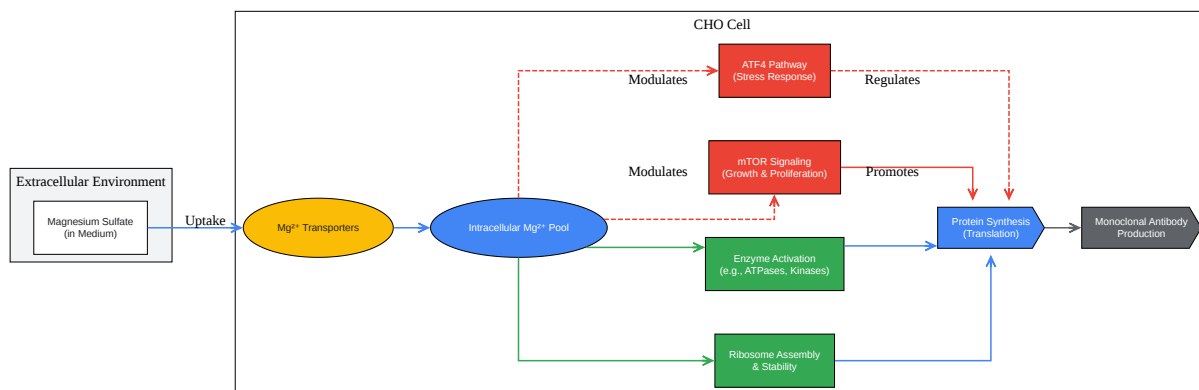 CHO Cell
ATF4 Pathway
(Stress Response)
Modulates
Regulates
mTOR Signaling
(Growth & Proliferation)
Modulates
Promotes
Extracellular Environment
Magnesium Sulfate
(in Medium)
Uptake
Mg²⁺ Transporters
Intracellular Mg²⁺ Pool
Protein Synthesis
(Translation)
Monoclonal Antibody
Production
Enzyme Activation
(e.g., ATPases, Kinases)
Ribosome Assembly
& Stability